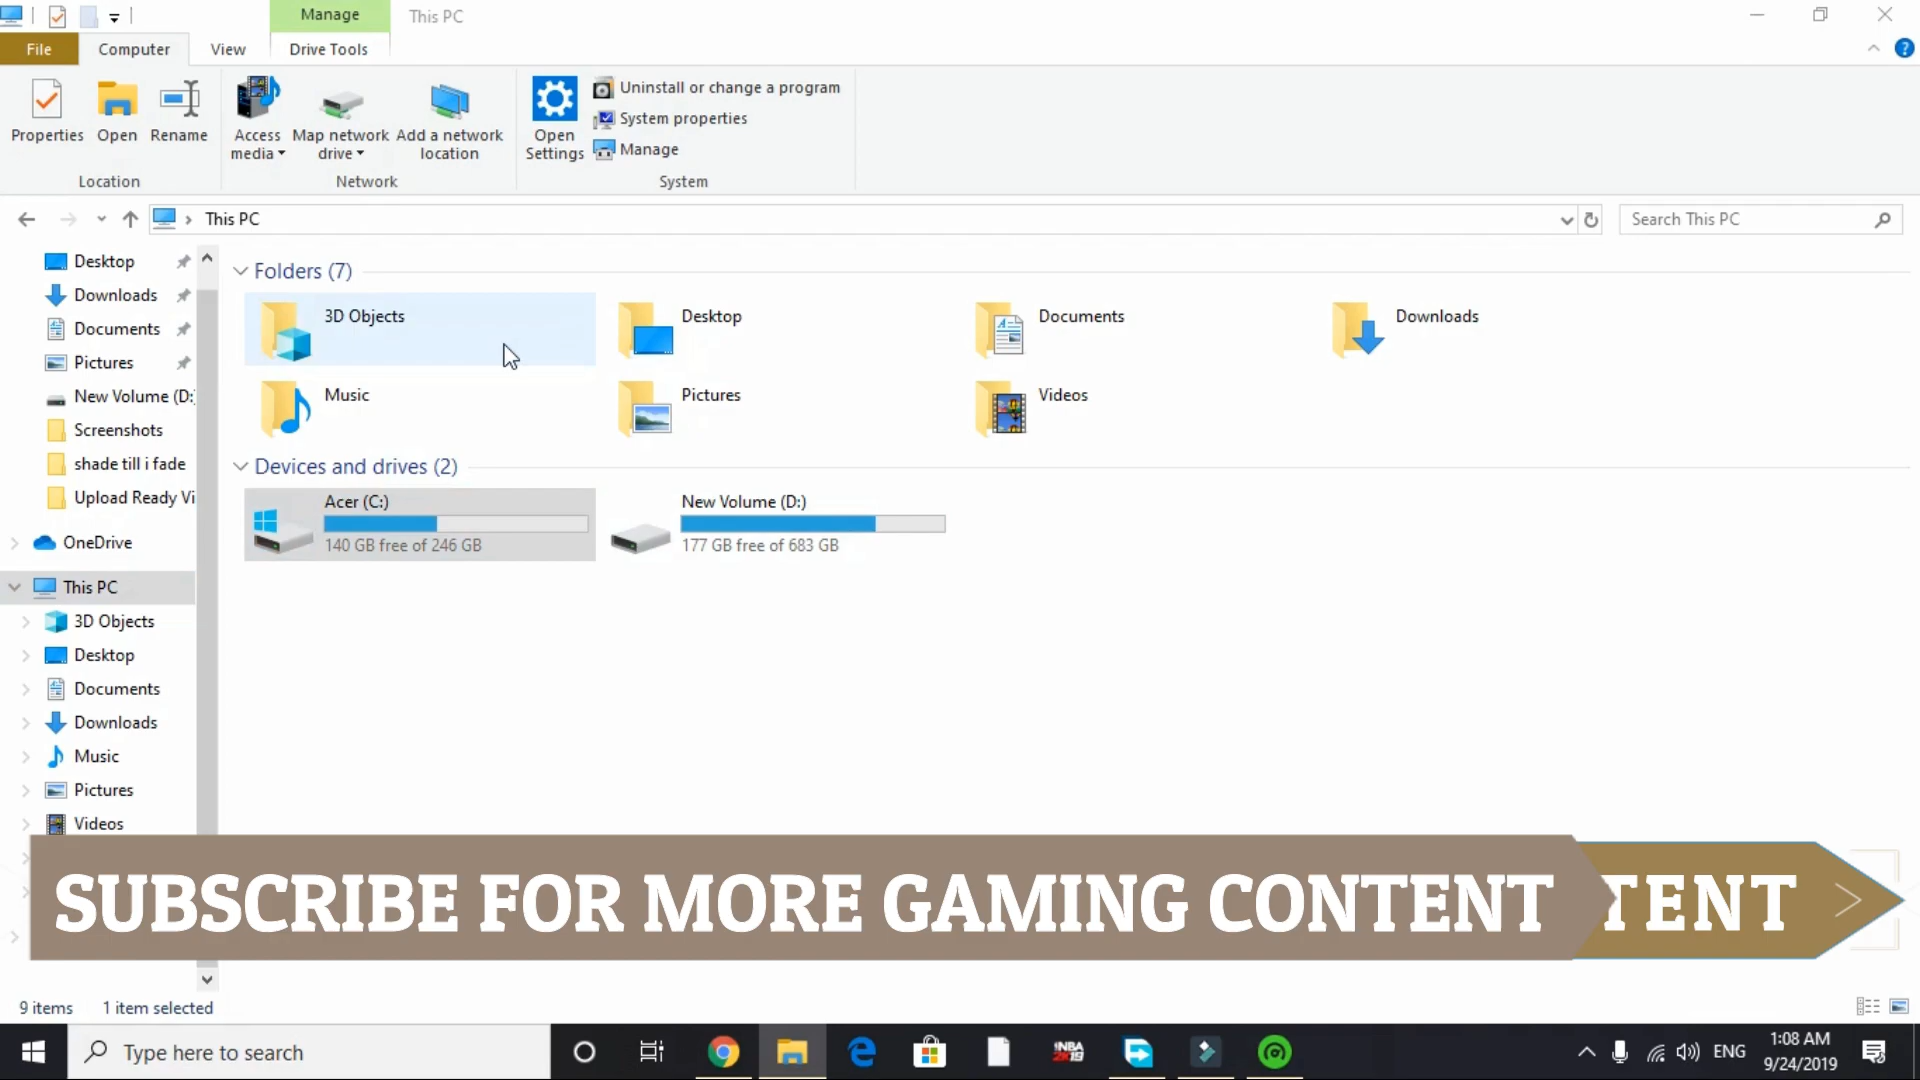 Manage
This PC
File
Computer
View
Drive Tools
Properties
Open
Rename
Access media
Map network drive
Add a network location
Open Settings
Uninstall or change a program
System properties
Manage
Location
Network
System
This PC
Search This PC
Desktop
Downloads
Documents
Pictures
New Volume (D:
Screenshots
shade till i fade
Upload Ready Vi
OneDrive
This PC
3D Objects
Desktop
Documents
Downloads
Music
Pictures
Videos
Folders (7)
3D Objects
Desktop
Documents
Downloads
Music
Pictures
Videos
Devices and drives (2)
Acer (C:)
140 GB free of 246 GB
New Volume (D:)
177 GB free of 683 GB
SUBSCRIBE FOR MORE GAMING CONTENT
TENT
9 items
1 item selected
Type here to search
NBA
2K19
ENG
1:08 AM
9/24/2019